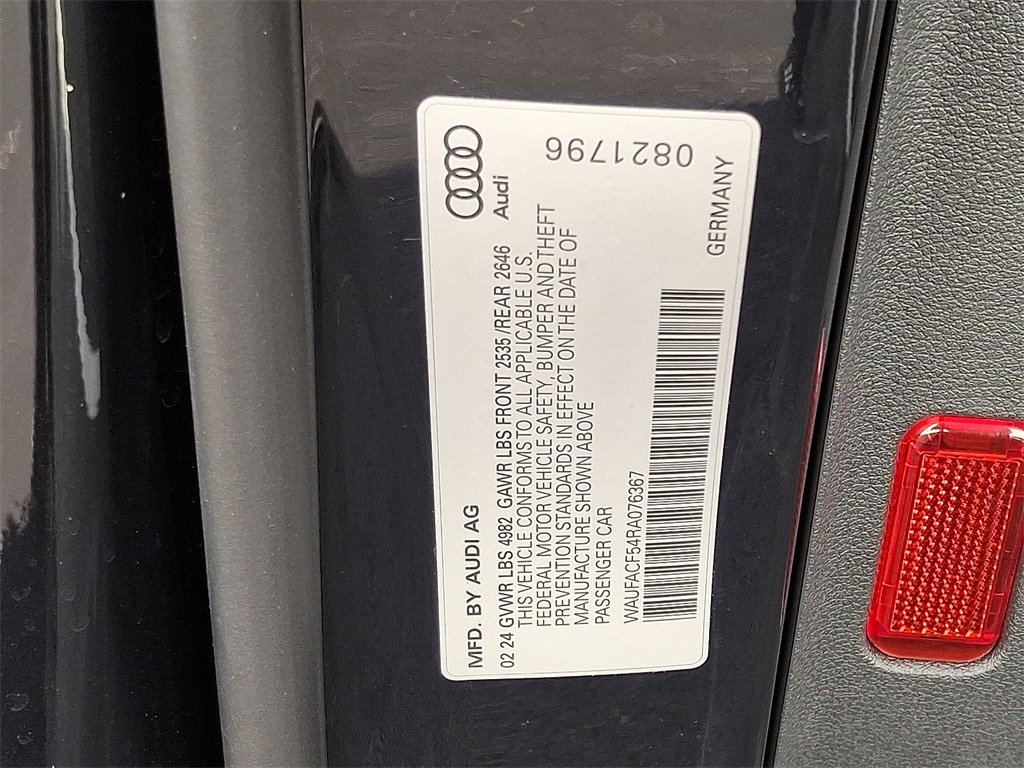 MFD. BY AUDI AG
Audi
02 24 GVWR LBS 4982 GAWR LBS FRONT 2535 /REAR 2646
THIS VEHICLE CONFORMS TO ALL APPLICABLE U.S.
FEDERAL MOTOR VEHICLE SAFETY, BUMPER AND THEFT
PREVENTION STANDARDS IN EFFECT ON THE DATE OF
MANUFACTURE SHOWN ABOVE
PASSENGER CAR
WAUFACF54RA076367
0821796
GERMANY